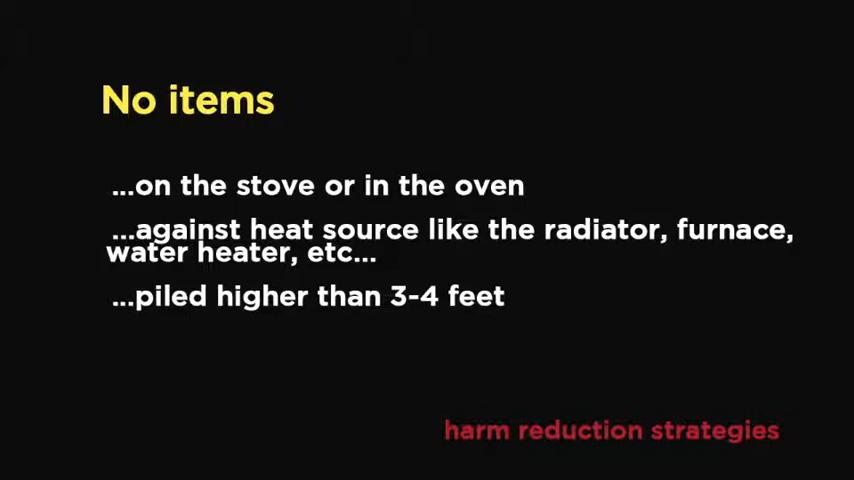 No items
...on the stove or in the oven
...against heat source like the radiator, furnace,
water heater, etc...
...piled higher than 3-4 feet
harm reduction strategies